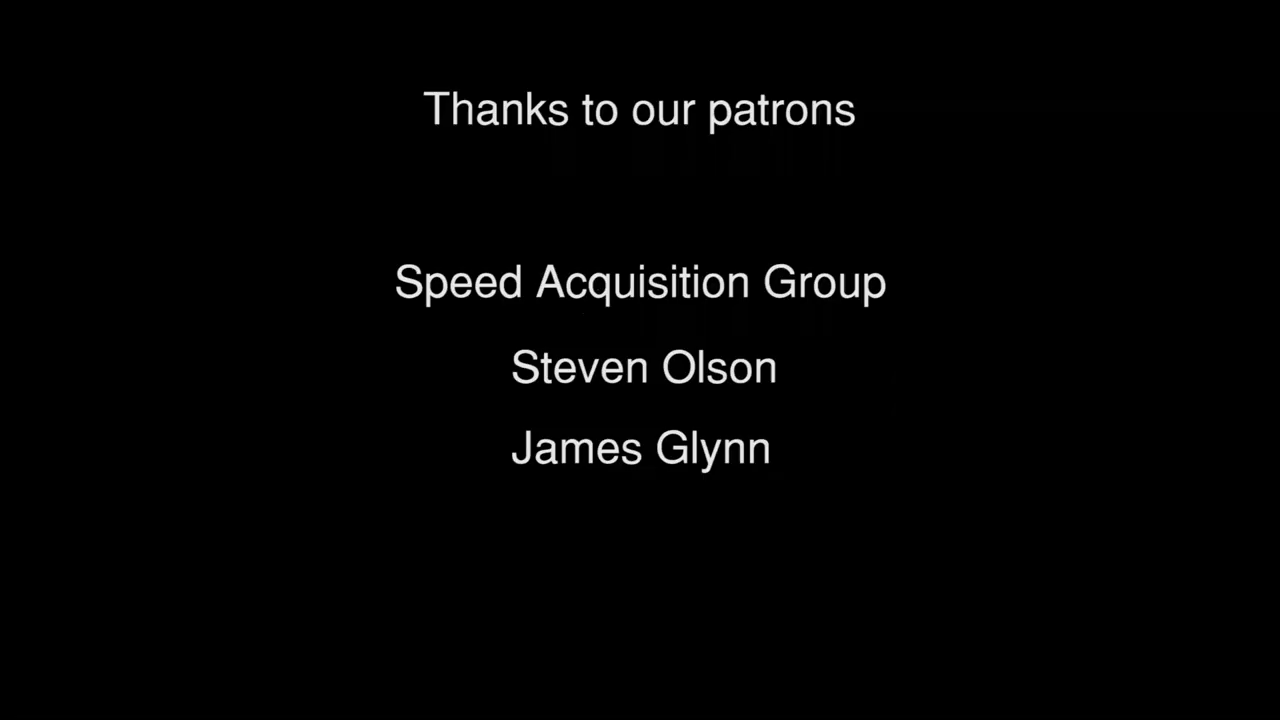 Thanks to our patrons
Speed Acquisition Group
Steven Olson
James Glynn